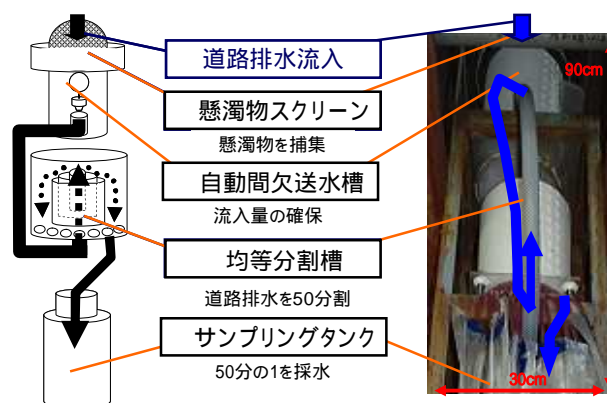 道路排水流入
90cm
懸濁物スクリーン
懸濁物を捕集
自動間欠送水槽
流入量の確保
均等分割槽
道路排水を50分割
サンプリングタンク
50分の1を採水
30cm